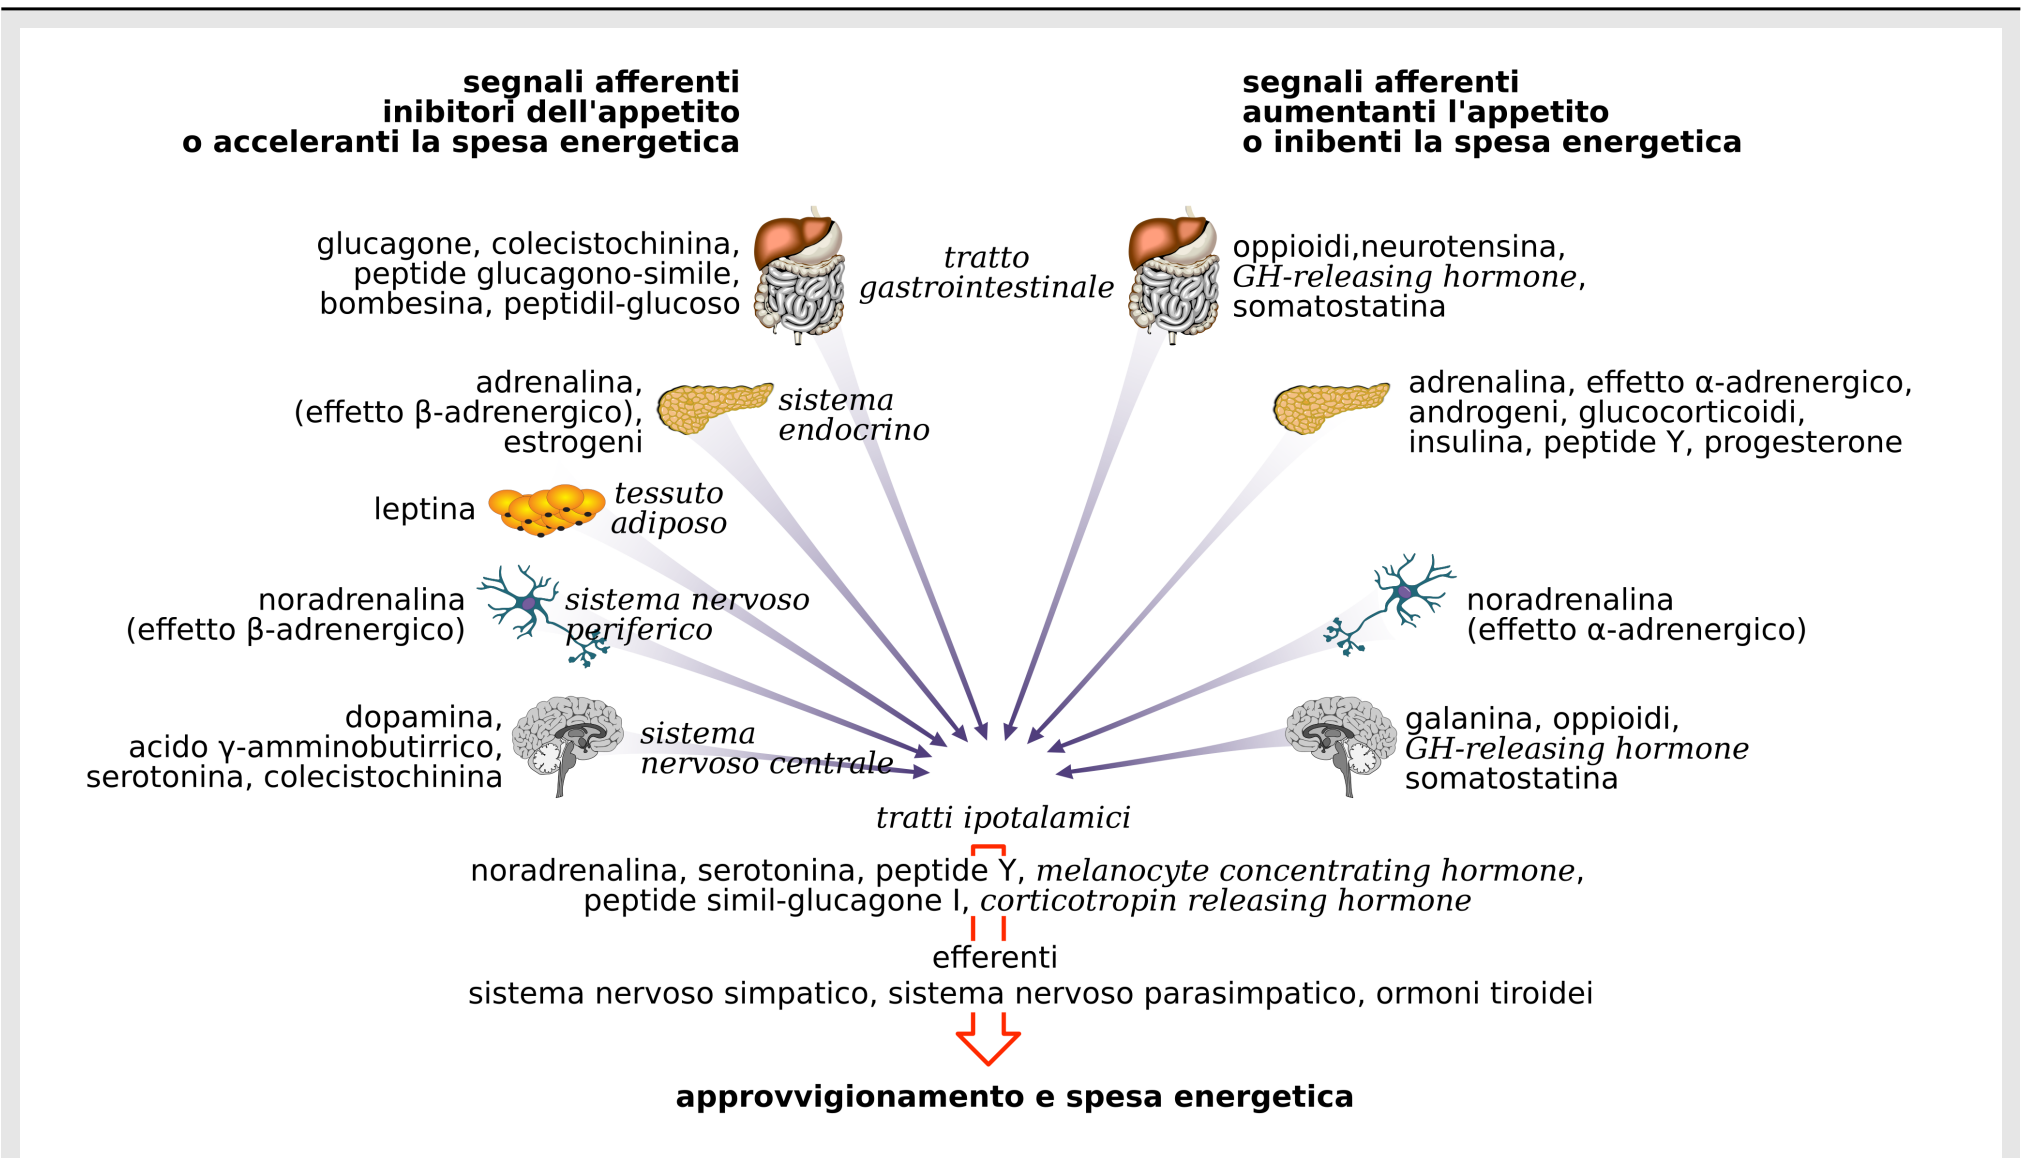 segnali afferenti
inibitori dell'appetito
o acceleranti la spesa energetica
segnali afferenti
aumentanti l'appetito
o inibenti la spesa energetica
glucagone, colecistochinina,
peptide glucagono-simile,
bombesina, peptidil-glucoso
tratto
gastrointestinale
oppioidi,neurotensina,
GH-releasing hormone,
somatostatina
adrenalina,
(effetto β-adrenergico),
estrogeni
sistema
endocrino
adrenalina, effetto α-adrenergico,
androgeni, glucocorticoidi,
insulina, peptide Y, progesterone
leptina
tessuto
adiposo
noradrenalina
(effetto β-adrenergico)
sistema nervoso
periferico
noradrenalina
(effetto α-adrenergico)
dopamina,
acido γ-amminobutirrico,
serotonina, colecistochinina
sistema
nervoso centrale
galanina, oppioidi,
GH-releasing hormone
somatostatina
tratti ipotalamici
noradrenalina, serotonina, peptide Y, melanocyte concentrating hormone,
peptide simil-glucagone I, corticotropin releasing hormone
efferenti
sistema nervoso simpatico, sistema nervoso parasimpatico, ormoni tiroidei
approvvigionamento e spesa energetica